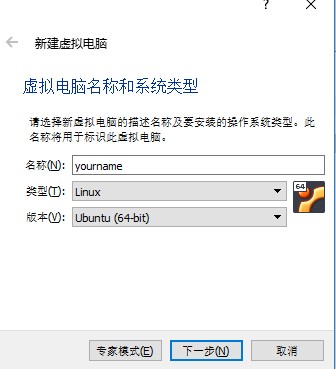 ?
新建虚拟电脑
虚拟电脑名称和系统类型
请选择新虚拟电脑的描述名称及要安装的操作系统类型。此
名称将用于标识此虚拟电脑。
名称(N): yourname
类型(T): Linux
64
版本(V): Ubuntu (64-bit)
专家模式(E) 下一步(N) 取消